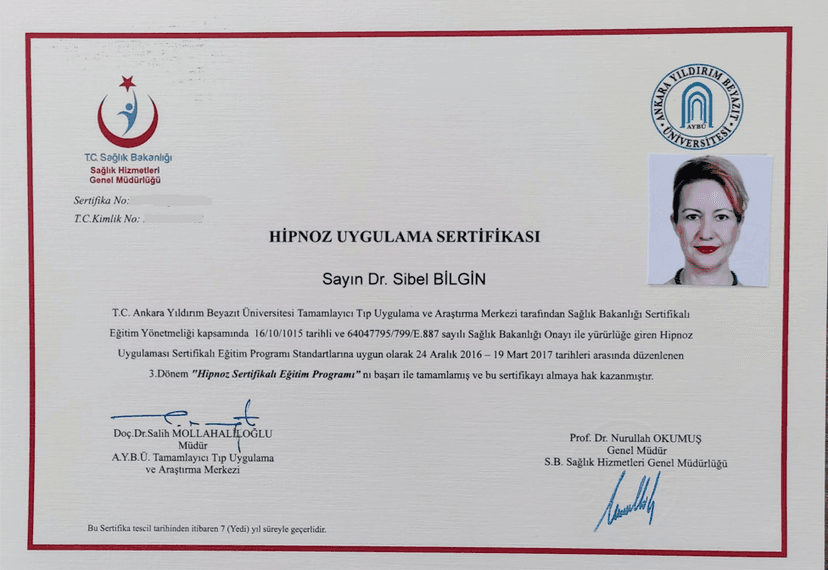 T.C. Sağlık Bakanlığı
Sağlık Hizmetleri
Genel Müdürlüğü
ANKARA YILDIRIM BEYAZIT ÜNİVERSİTESİ
AYBÜ
Sertifika No:
T.C.Kimlik No: .
HİPNOZ UYGULAMA SERTİFİKASI
Sayın Dr. Sibel BİLGİN
T.C. Ankara Yıldırım Beyazıt Üniversitesi Tamamlayıcı Tıp Uygulama ve Araştırma Merkezi tarafından Sağlık Bakanlığı Sertifikalı
Eğitim Yönetmeliği kapsamında 16/10/1015 tarihli ve 64047795/799/E.887 sayılı Sağlık Bakanlığı Onayı ile yürürlüğe giren Hipnoz
Uygulaması Sertifikalı Eğitim Programı Standartlarına uygun olarak 24 Aralık 2016 – 19 Mart 2017 tarihleri arasında düzenlenen
3.Dönem "Hipnoz Sertifikalı Eğitim Programı" nı başarı ile tamamlamış ve bu sertifikayı almaya hak kazanmıştır.
Doç.Dr.Salih MOLLAHALİLOĞLU
Müdür
A.Y.B.Ü. Tamamlayıcı Tıp Uygulama
ve Araştırma Merkezi
Prof. Dr. Nurullah OKUMUŞ
Genel Müdür
S.B. Sağlık Hizmetleri Genel Müdürlüğü
Bu Sertifika tescil tarihinden itibaren 7 (Yedi) yıl süreyle geçerlidir.